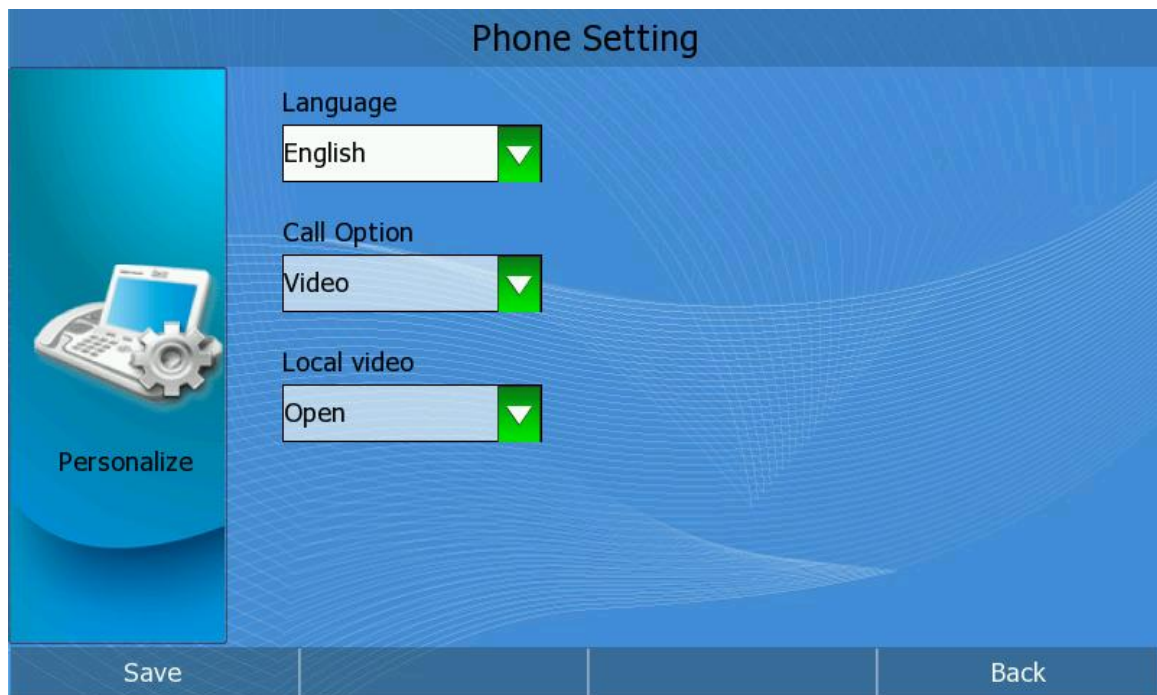 Phone Setting
Language
English
Call Option
Video
Local video
Open
Personalize
Save
Back